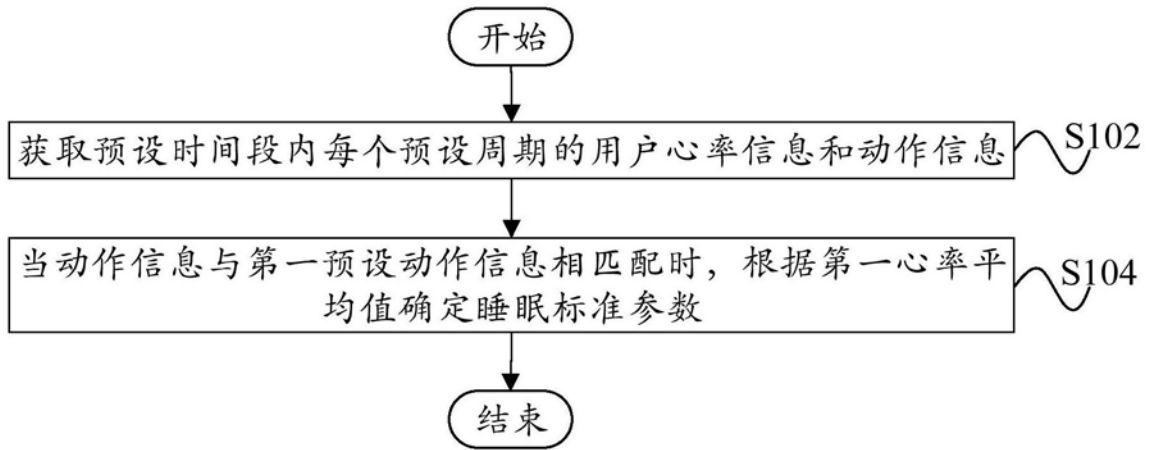 开始
获取预设时间段内每个预设周期的用户心率信息和动作信息
S102
当动作信息与第一预设动作信息相匹配时，根据第一心率平
均值确定睡眠标准参数
S104
结束